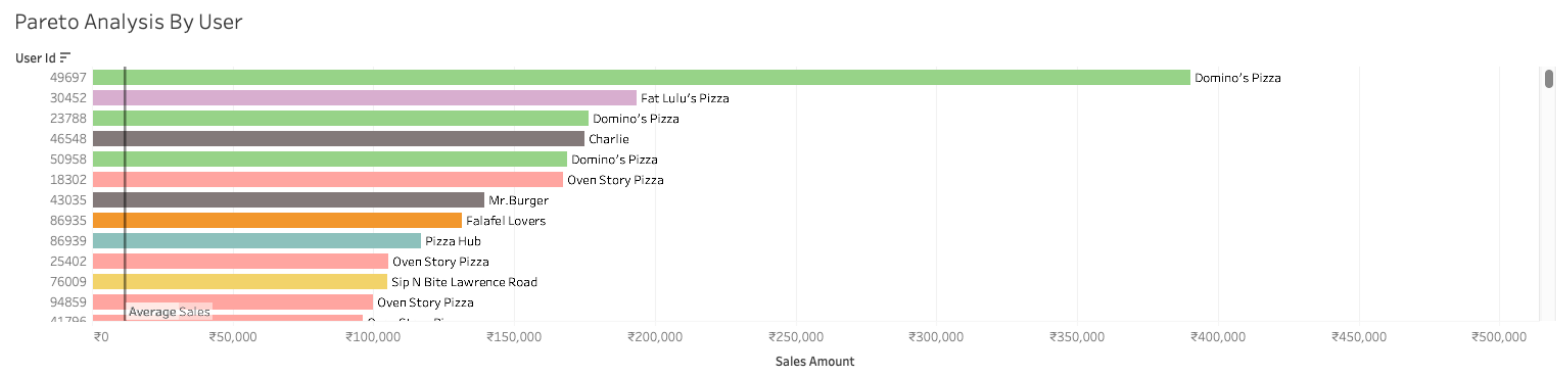 Pareto Analysis By User
User Id
49697 Domino's Pizza
30452 Fat Lulu's Pizza
23788 Domino's Pizza
46548 Charlie
50958 Domino's Pizza
18302 Oven Story Pizza
43035 Mr.Burger
86935 Falafel Lovers
86939 Pizza Hub
25402 Oven Story Pizza
76009 Sip N Bite Lawrence Road
94859 Oven Story Pizza
Average Sales
₹0 ₹50,000 ₹100,000 ₹150,000 ₹200,000 ₹250,000 ₹300,000 ₹350,000 ₹400,000 ₹450,000 ₹500,000
Sales Amount